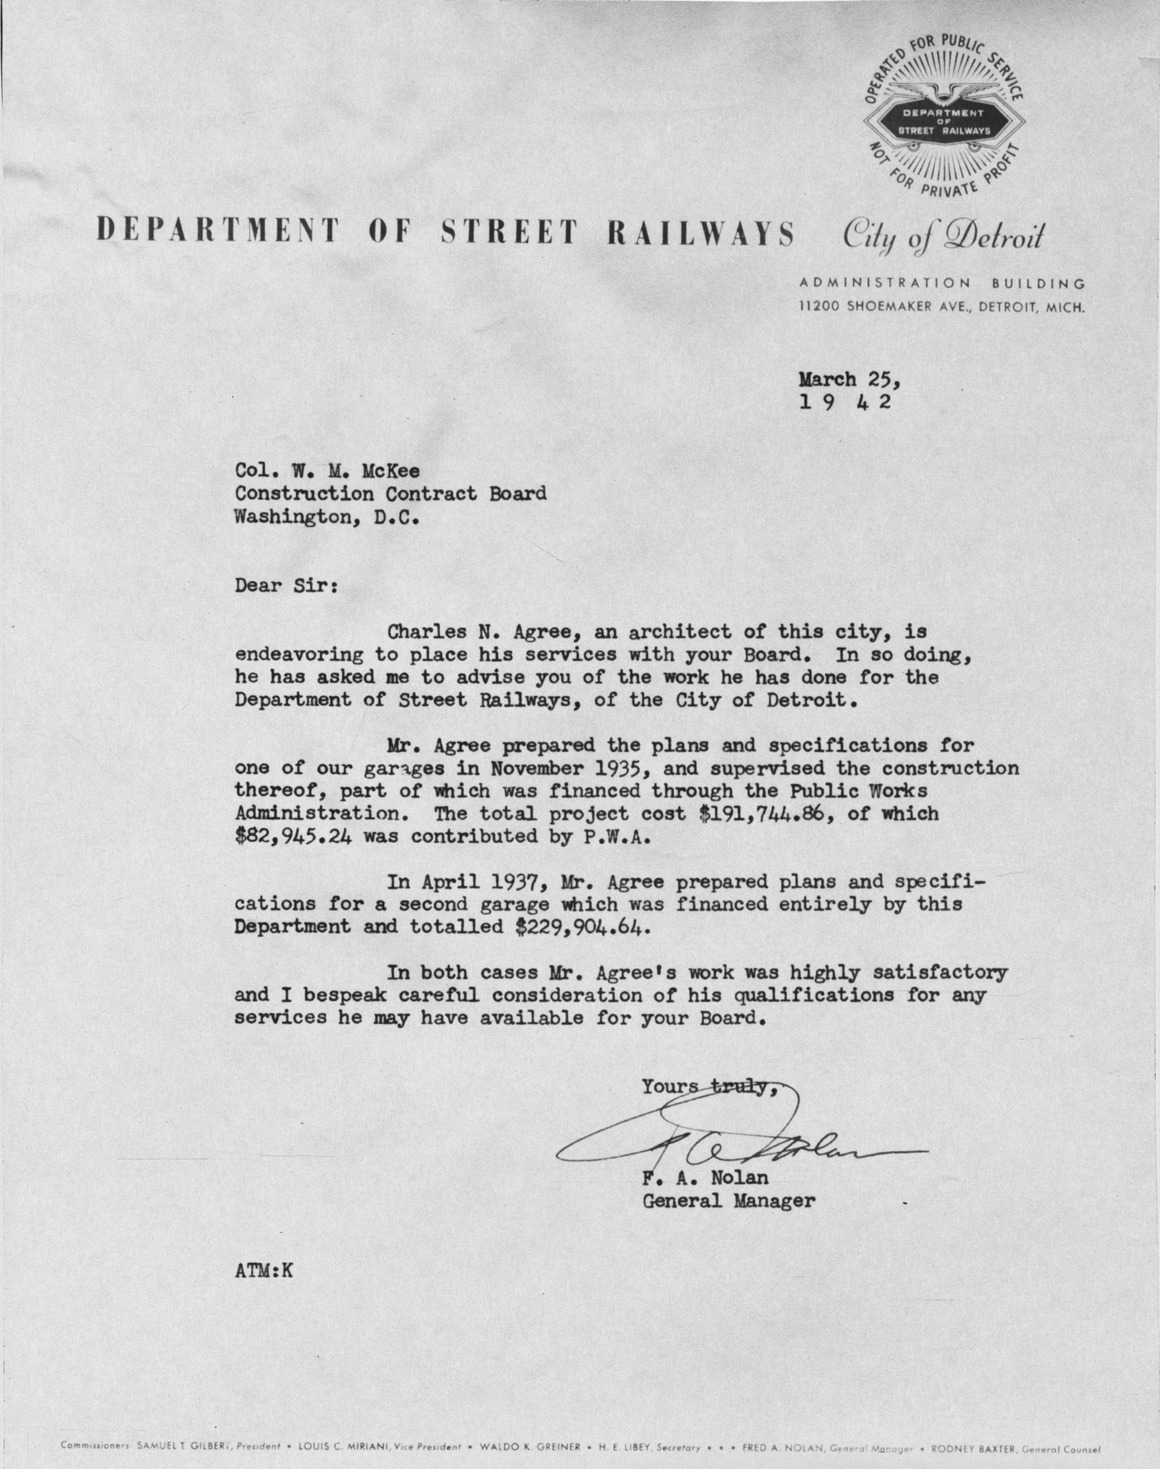 OPERATED FOR PUBLIC SERVICE
DEPARTMENT
OF
STREET RAILWAYS
NOT FOR PRIVATE PROFIT
DEPARTMENT OF STREET RAILWAYS City of Detroit
ADMINISTRATION BUILDING
11200 SHOEMAKER AVE., DETROIT, MICH.
March 25,
1 9 4 2
Col. W. M. McKee
Construction Contract Board
Washington, D.C.
Dear Sir:
Charles N. Agree, an architect of this city, is
endeavoring to place his services with your Board. In so doing,
he has asked me to advise you of the work he has done for the
Department of Street Railways, of the City of Detroit.
Mr. Agree prepared the plans and specifications for
one of our garages in November 1935, and supervised the construction
thereof, part of which was financed through the Public Works
Administration. The total project cost $191,744.86, of which
$82,945.24 was contributed by P.W.A.
In April 1937, Mr. Agree prepared plans and specifi-
cations for a second garage which was financed entirely by this
Department and totalled $229,904.64.
In both cases Mr. Agree's work was highly satisfactory
and I bespeak careful consideration of his qualifications for any
services he may have available for your Board.
Yours truly,
F A Nolan
F. A. Nolan
General Manager
ATM:K
Commissioners SAMUEL T. GILBERT, President • LOUIS C. MIRIANI, Vice President • WALDO K. GREINER • H. E. LIBEY, Secretary • • • FRED A. NOLAN, General Manager • RODNEY BAXTER, General Counsel